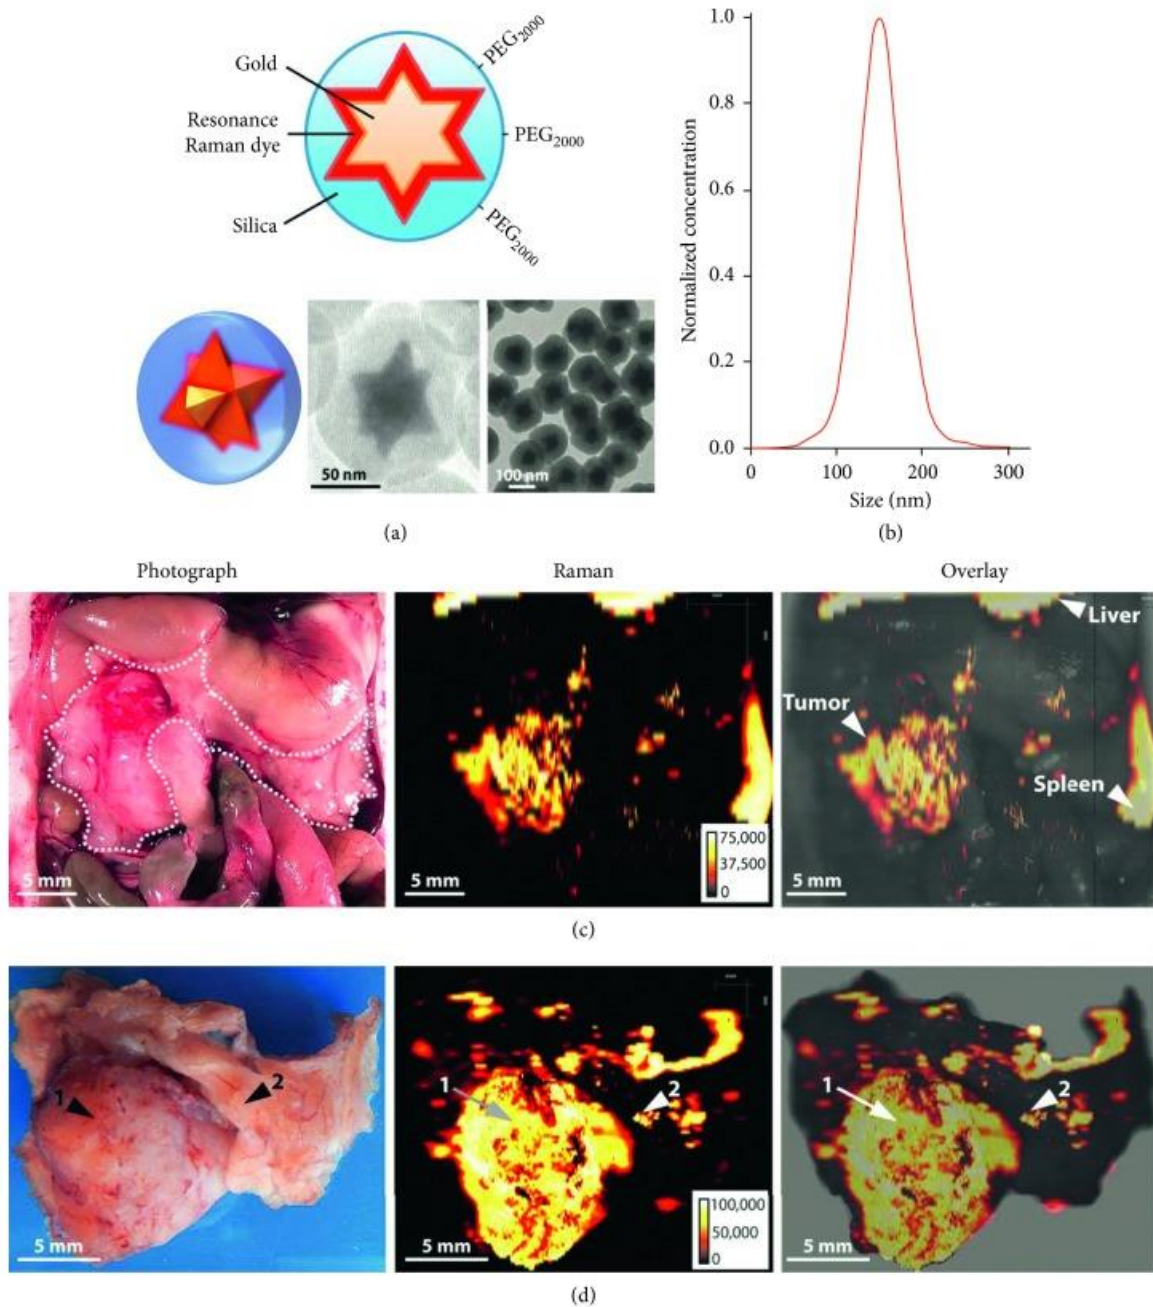 Gold
Resonance
Raman dye
Silica
PEG2000
PEG2000
PEG2000
50 nm
100 nm
(a)
Normalized concentration
1.0
0.8
0.6
0.4
0.2
0.0
0
100
200
300
Size (nm)
(b)
Photograph
Raman
Overlay
5 mm
75,000
37,500
0
5 mm
Liver
Tumor
Spleen
5 mm
(c)
1
2
5 mm
1
2
100,000
50,000
0
5 mm
1
2
5 mm
(d)